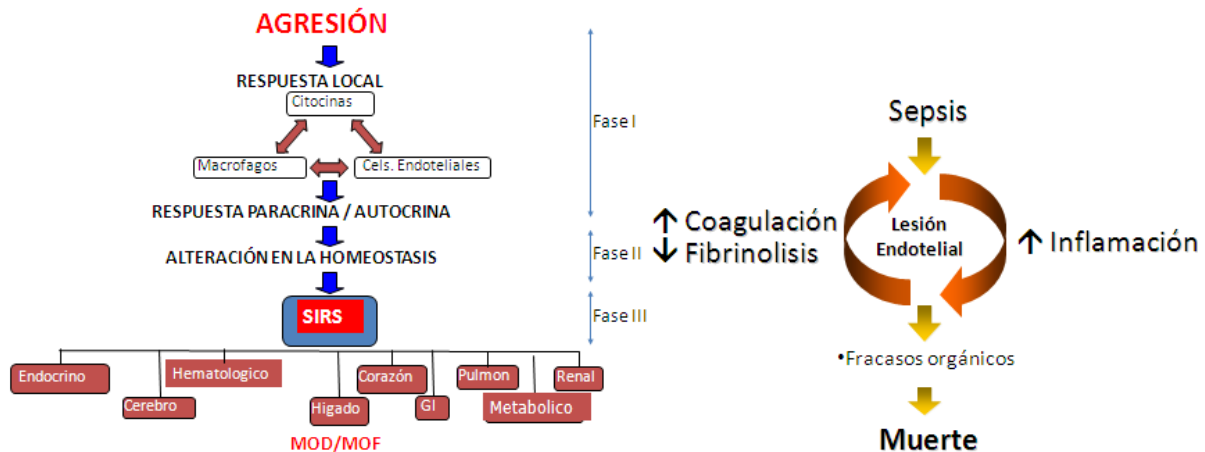 AGRESIÓN
RESPUESTA LOCAL
Citocinas
Macrofagos
Cels. Endoteliales
RESPUESTA PARACRINA / AUTOCRINA
ALTERACIÓN EN LA HOMEOSTASIS
SIRS
Fase I
Fase II
Fase III
Endocrino
Cerebro
Hematologico
Higado
Corazón
GI
Pulmon
Metabolico
Renal
MOD/MOF
Sepsis
↑ Coagulación
↓ Fibrinolisis
Lesión
Endotelial
↑ Inflamación
•Fracasos orgánicos
Muerte